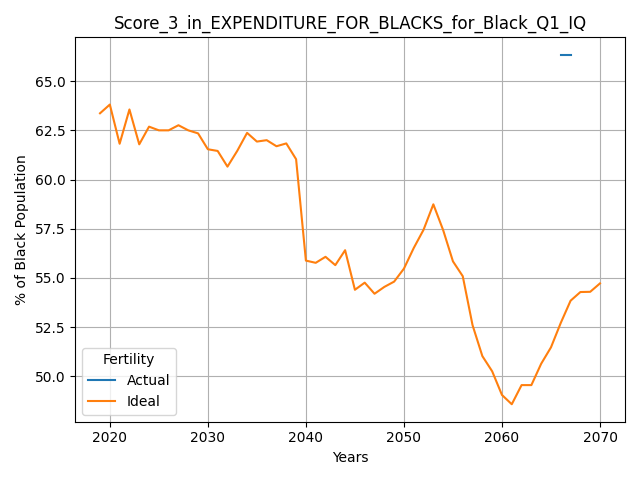 Score_3_in_EXPENDITURE_FOR_BLACKS_for_Black_Q1_IQ
% of Black Population
65.0
62.5
60.0
57.5
55.0
52.5
50.0
Fertility
Actual
Ideal
2020 2030 2040 2050 2060 2070
Years